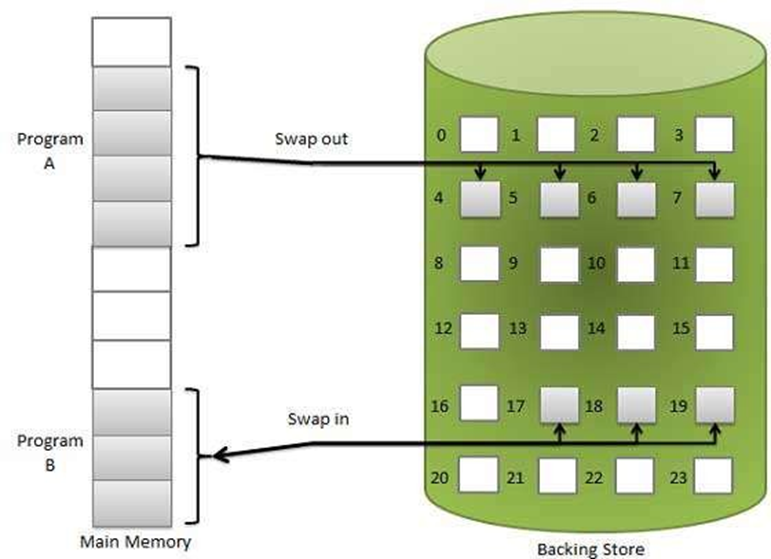 Program
A
Swap out
0 1 2 3
4 5 6 7
8 9 10 11
12 13 14 15
Swap in
16 17 18 19
Program
B
20 21 22 23
Main Memory
Backing Store